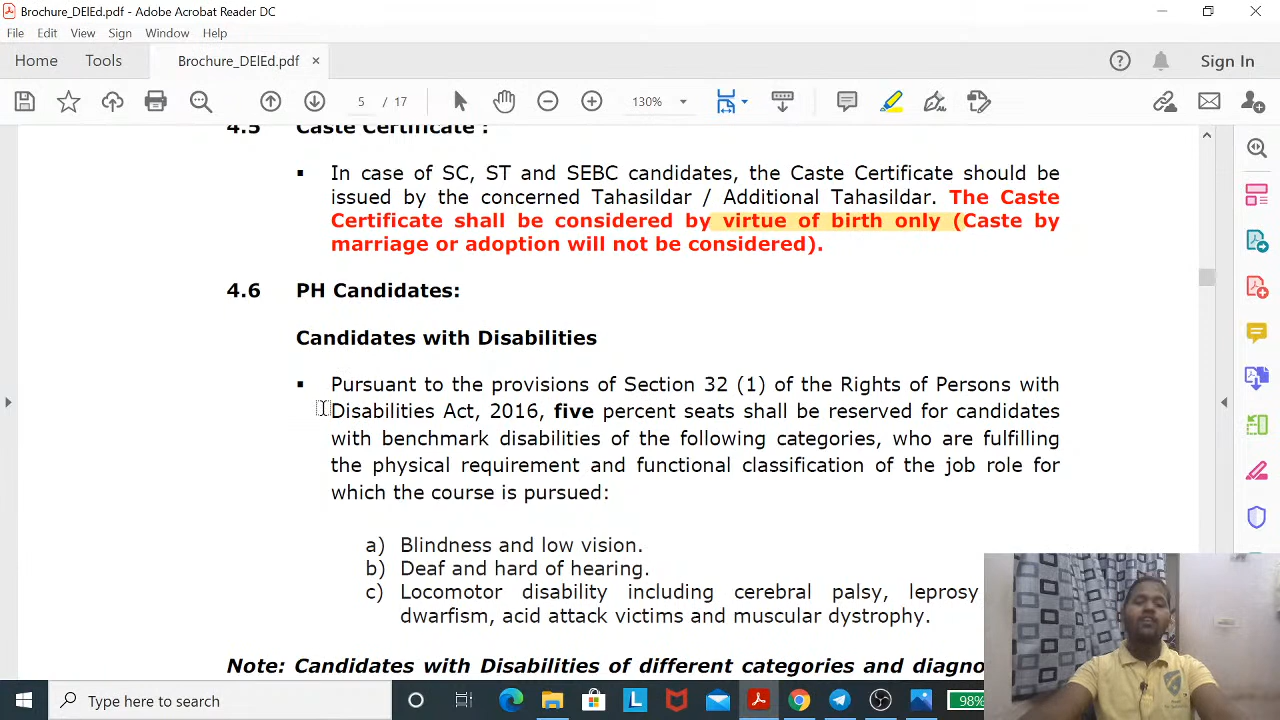 Brochure_DElEd.pdf - Adobe Acrobat Reader DC
File Edit View Sign Window Help
Home Tools Brochure_DElEd.pdf × Sign In
5 / 17 130%
4.5 Caste Certificate :
▪ In case of SC, ST and SEBC candidates, the Caste Certificate should be
issued by the concerned Tahasildar / Additional Tahasildar. The Caste
Certificate shall be considered by virtue of birth only (Caste by
marriage or adoption will not be considered).
4.6 PH Candidates:
Candidates with Disabilities
▪ Pursuant to the provisions of Section 32 (1) of the Rights of Persons with
Disabilities Act, 2016, five percent seats shall be reserved for candidates
with benchmark disabilities of the following categories, who are fulfilling
the physical requirement and functional classification of the job role for
which the course is pursued:
a) Blindness and low vision.
b) Deaf and hard of hearing.
c) Locomotor disability including cerebral palsy, leprosy
dwarfism, acid attack victims and muscular dystrophy.
Note: Candidates with Disabilities of different categories and diagno
Type here to search L 98%